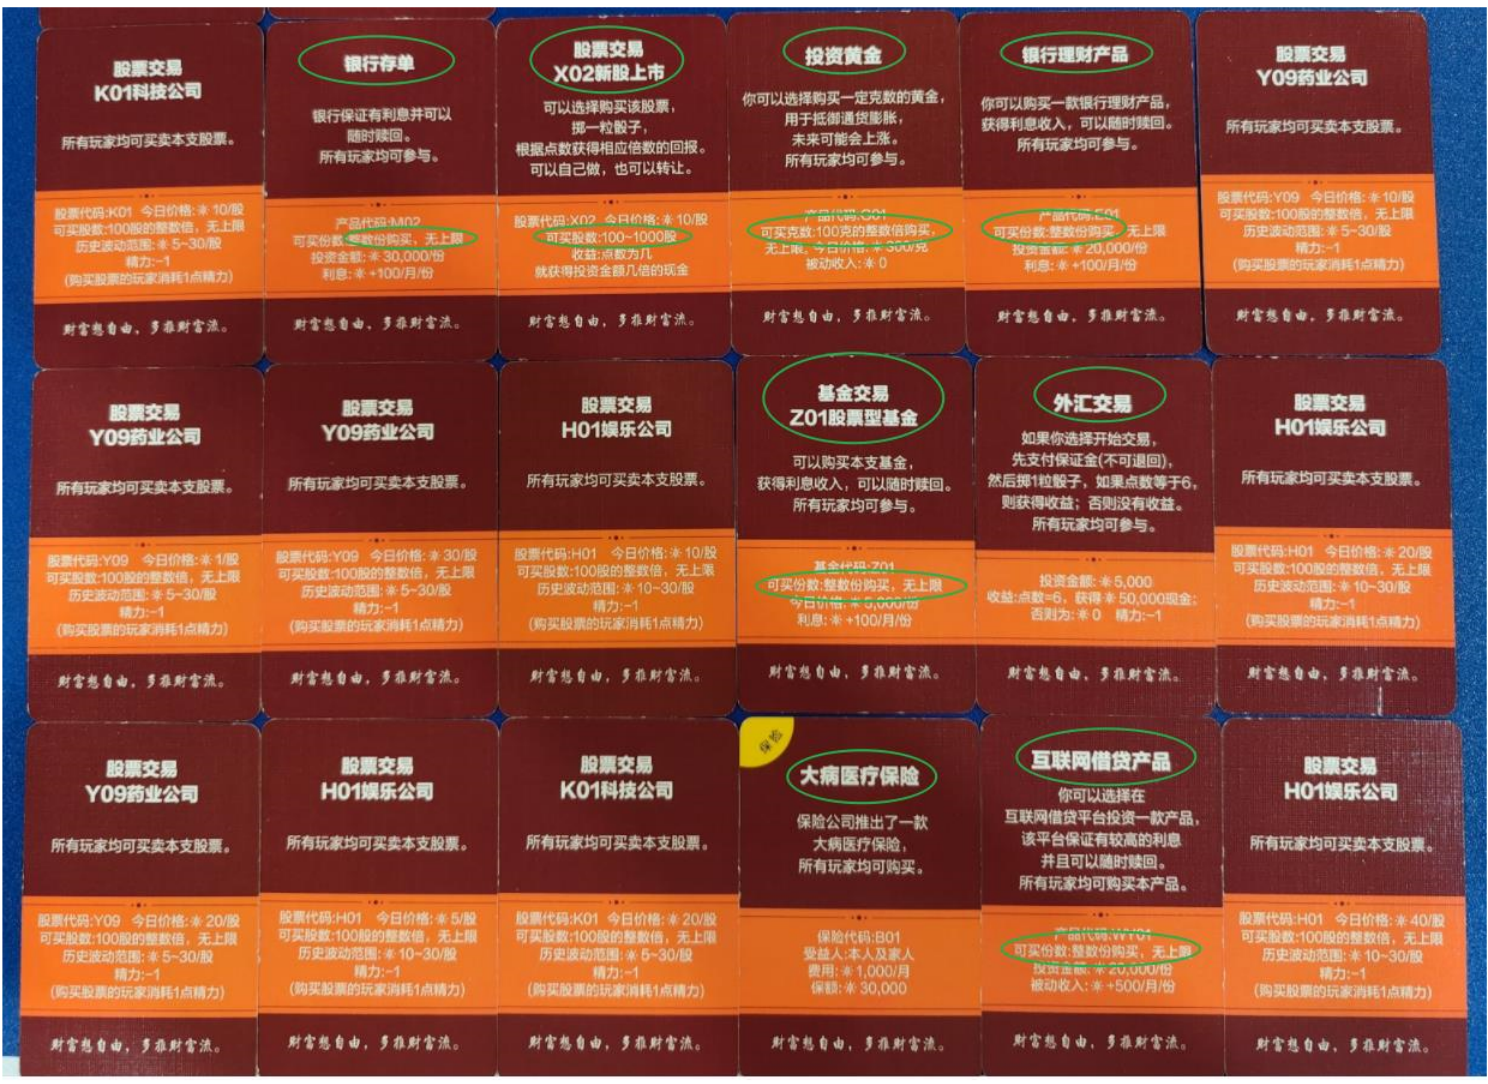 股票交易
K01科技公司
所有玩家均可买卖本支股票。
股票代码:K01 今日价格:☀10/股
可买股数:100股的整数倍，无上限
历史波动范围:☀5~30/股
精力:-1
(购买股票的玩家消耗1点精力)
财富想自由，多推财富流。
银行存单
银行保证有利息并可以
随时赎回。
所有玩家均可参与。
产品代码:M02
可买份数:整数份购买，无上限
投资金额:☀30,000/份
利息:☀+100/月/份
财富想自由，多推财富流。
股票交易
X02新股上市
可以选择购买该股票，
掷一粒骰子，
根据点数获得相应倍数的回报。
可以自己做，也可以转让。
股票代码:X02 今日价格:☀10/股
可买股数:100~1000股
收益:点数为几
就获得投资金额几倍的现金
财富想自由，多推财富流。
投资黄金
你可以选择购买一定克数的黄金，
用于抵御通货膨胀，
未来可能会上涨。
所有玩家均可参与。
产品代码:G01
可买克数:100克的整数倍购买，
无上限，今日价格:☀300/克
被动收入:☀0
财富想自由，多推财富流。
银行理财产品
你可以购买一款银行理财产品，
获得利息收入，可以随时赎回。
所有玩家均可参与。
产品代码:E01
可买份数:整数份购买，无上限
投资金额:☀20,000/份
利息:☀+100/月/份
财富想自由，多推财富流。
股票交易
Y09药业公司
所有玩家均可买卖本支股票。
股票代码:Y09 今日价格:☀10/股
可买股数:100股的整数倍，无上限
历史波动范围:☀5~30/股
精力:-1
(购买股票的玩家消耗1点精力)
财富想自由，多推财富流。
股票交易
Y09药业公司
所有玩家均可买卖本支股票。
股票代码:Y09 今日价格:☀1/股
可买股数:100股的整数倍，无上限
历史波动范围:☀5~30/股
精力:-1
(购买股票的玩家消耗1点精力)
财富想自由，多推财富流。
股票交易
Y09药业公司
所有玩家均可买卖本支股票。
股票代码:Y09 今日价格:☀30/股
可买股数:100股的整数倍，无上限
历史波动范围:☀5~30/股
精力:-1
(购买股票的玩家消耗1点精力)
财富想自由，多推财富流。
股票交易
H01娱乐公司
所有玩家均可买卖本支股票。
股票代码:H01 今日价格:☀10/股
可买股数:100股的整数倍，无上限
历史波动范围:☀10~30/股
精力:-1
(购买股票的玩家消耗1点精力)
财富想自由，多推财富流。
基金交易
Z01股票型基金
可以购买本支基金，
获得利息收入，可以随时赎回。
所有玩家均可参与。
基金代码:Z01
可买份数:整数份购买，无上限
今日价格:☀5,000/份
利息:☀+100/月/份
财富想自由，多推财富流。
外汇交易
如果你选择开始交易，
先支付保证金(不可退回)，
然后掷1粒骰子，如果点数等于6，
则获得收益；否则没有收益。
所有玩家均可参与。
投资金额:☀5,000
收益:点数=6，获得☀50,000现金；
否则为:☀0 精力:-1
财富想自由，多推财富流。
股票交易
H01娱乐公司
所有玩家均可买卖本支股票。
股票代码:H01 今日价格:☀20/股
可买股数:100股的整数倍，无上限
历史波动范围:☀10~30/股
精力:-1
(购买股票的玩家消耗1点精力)
财富想自由，多推财富流。
股票交易
Y09药业公司
所有玩家均可买卖本支股票。
股票代码:Y09 今日价格:☀20/股
可买股数:100股的整数倍，无上限
历史波动范围:☀5~30/股
精力:-1
(购买股票的玩家消耗1点精力)
财富想自由，多推财富流。
股票交易
H01娱乐公司
所有玩家均可买卖本支股票。
股票代码:H01 今日价格:☀5/股
可买股数:100股的整数倍，无上限
历史波动范围:☀10~30/股
精力:-1
(购买股票的玩家消耗1点精力)
财富想自由，多推财富流。
股票交易
K01科技公司
所有玩家均可买卖本支股票。
股票代码:K01 今日价格:☀20/股
可买股数:100股的整数倍，无上限
历史波动范围:☀5~30/股
精力:-1
(购买股票的玩家消耗1点精力)
财富想自由，多推财富流。
保险
大病医疗保险
保险公司推出了一款
大病医疗保险，
所有玩家均可购买。
保险代码:B01
受益人:本人及家人
费用:☀1,000/月
保额:☀30,000
财富想自由，多推财富流。
互联网借贷产品
你可以选择在
互联网借贷平台投资一款产品，
该平台保证有较高的利息
并且可以随时赎回。
所有玩家均可购买本产品。
产品代码:WY01
可买份数:整数份购买，无上限
投资金额:☀20,000/份
被动收入:☀+500/月/份
财富想自由，多推财富流。
股票交易
H01娱乐公司
所有玩家均可买卖本支股票。
股票代码:H01 今日价格:☀40/股
可买股数:100股的整数倍，无上限
历史波动范围:☀10~30/股
精力:-1
(购买股票的玩家消耗1点精力)
财富想自由，多推财富流。